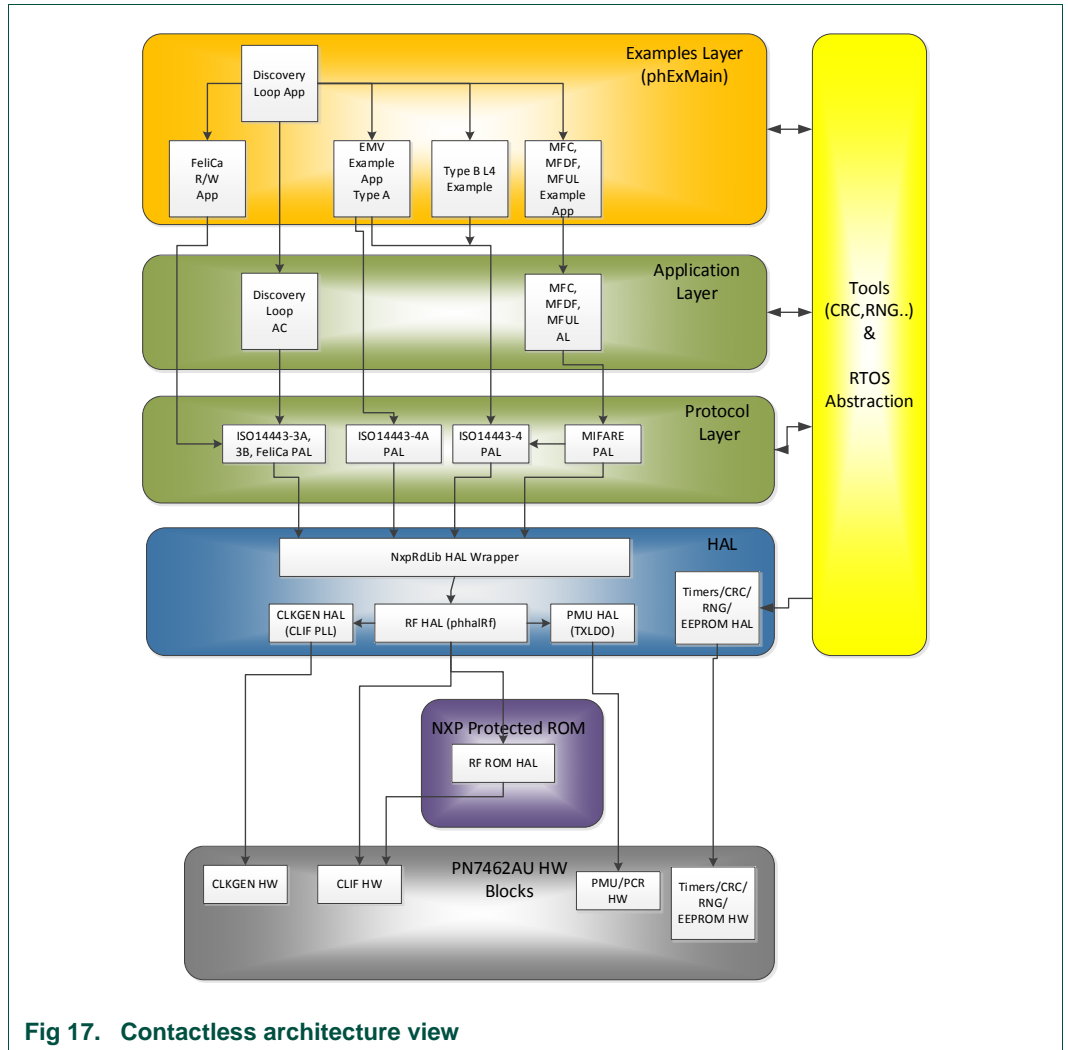 Examples Layer
(phExMain)
Discovery
Loop App
FeliCa
R/W
App
EMV
Example
App
Type A
Type B L4
Example
MFC,
MFDF,
MFUL
Example
App
Application
Layer
Discovery
Loop
AC
MFC,
MFDF,
MFUL
AL
Tools
(CRC,RNG..)
&
RTOS
Abstraction
Protocol
Layer
ISO14443-3A,
3B, FeliCa PAL
ISO14443-4A
PAL
ISO14443-4
PAL
MIFARE
PAL
HAL
NxpRdLib HAL Wrapper
CLKGEN HAL
(CLIF PLL)
RF HAL (phhalRf)
PMU HAL
(TXLDO)
Timers/CRC/
RNG/
EEPROM HAL
NXP Protected ROM
RF ROM HAL
PN7462AU HW
Blocks
CLKGEN HW
CLIF HW
PMU/PCR
HW
Timers/CRC/
RNG/
EEPROM HW
Fig 17. Contactless architecture view